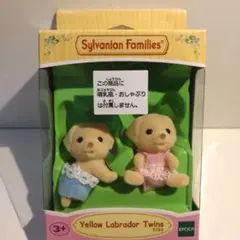 Sylvanian Families
この商品に
哺乳瓶・おしゃぶり
は付属しません。
Yellow Labrador Twins
3+
EPOCH